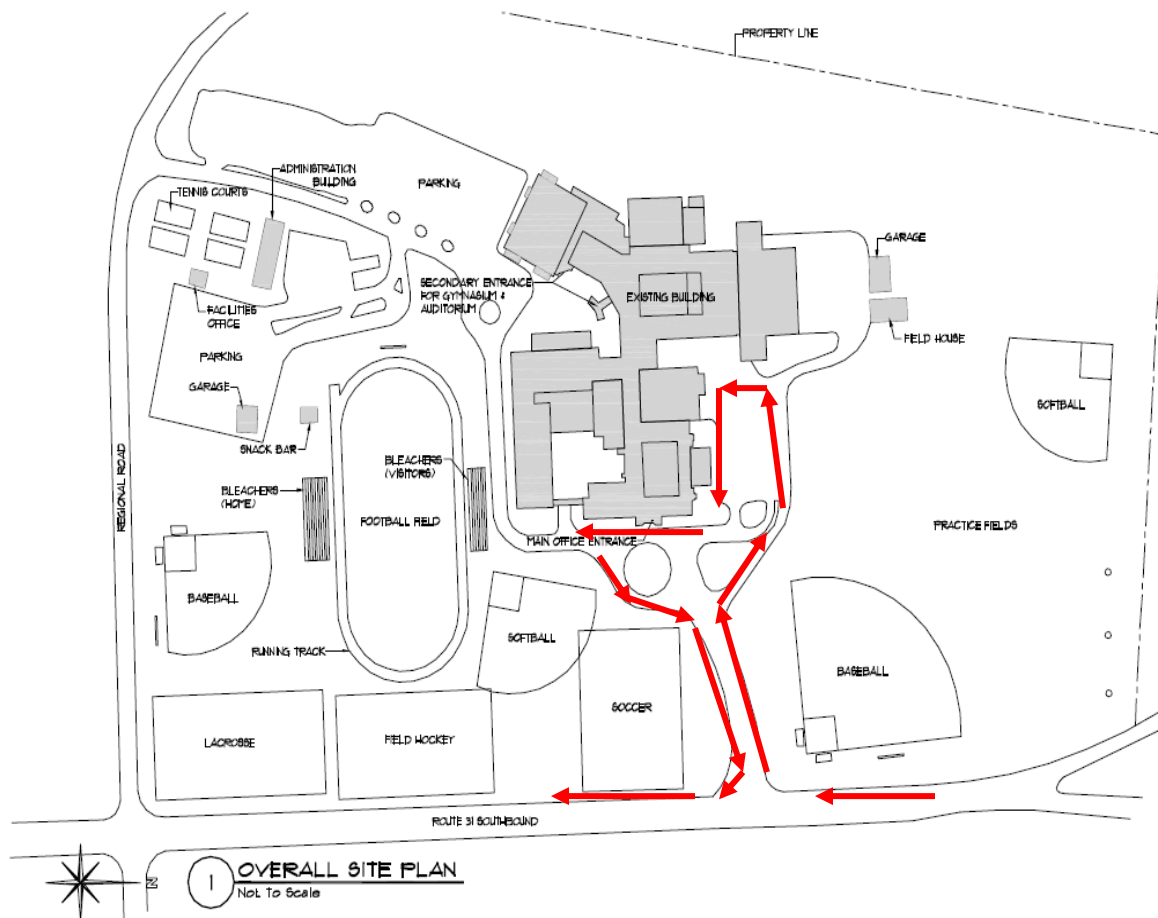 PROPERTY LINE
ADMINISTRATION
BUILDING
PARKING
TENNIS COURTS
GARAGE
SECONDARY ENTRANCE
FOR GYMNASIUM &
AUDITORIUM
EXISTING BUILDING
FACILITIES
OFFICE
FIELD HOUSE
PARKING
GARAGE
SOFTBALL
SNACK BAR
BLEACHERS
(VISITORS)
BLEACHERS
(HOME)
REGIONAL ROAD
FOOTBALL FIELD
PRACTICE FIELDS
MAIN OFFICE ENTRANCE
BASEBALL
SOFTBALL
RUNNING TRACK
BASEBALL
SOCCER
LACROSSE
FIELD HOCKEY
ROUTE 31 SOUTHBOUND
N
1
OVERALL SITE PLAN
Not To Scale